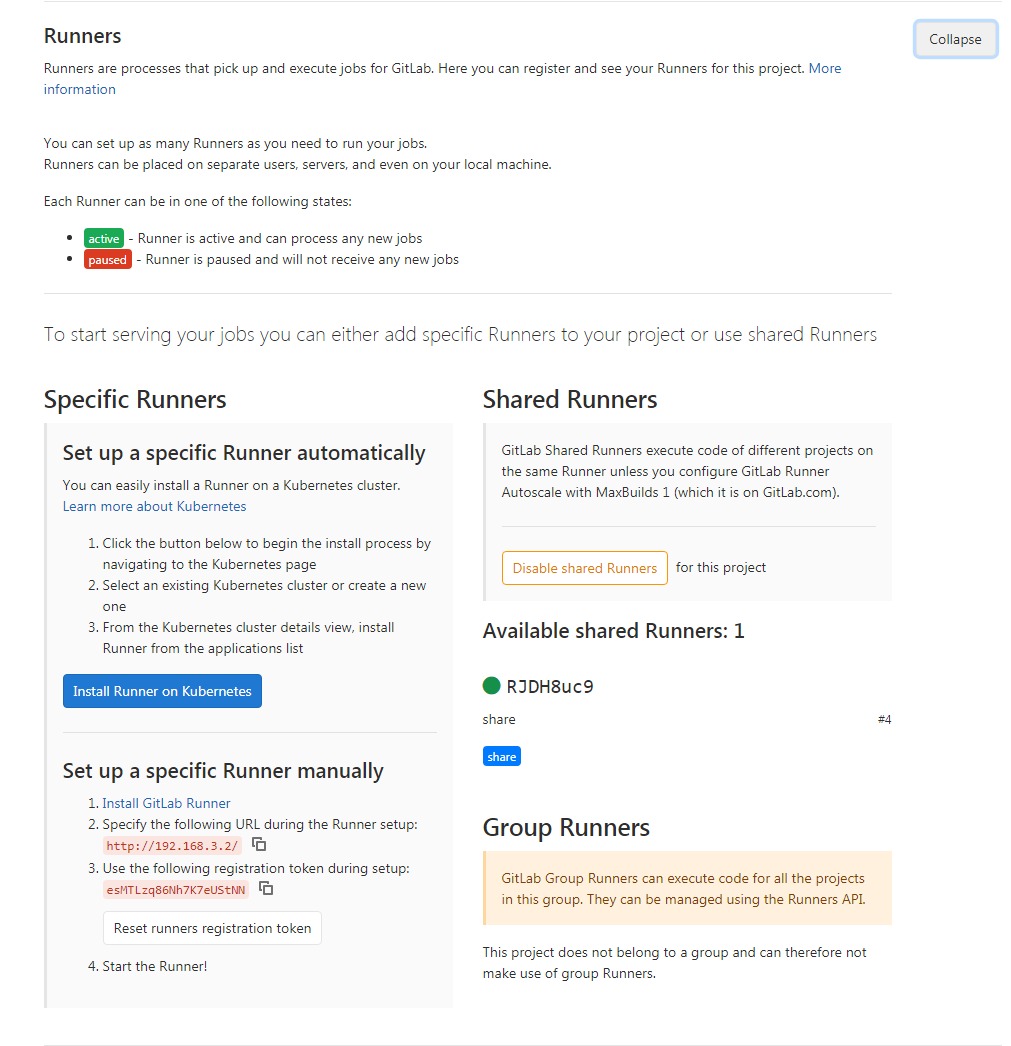 Runners
Collapse
Runners are processes that pick up and execute jobs for GitLab. Here you can register and see your Runners for this project. More
information
You can set up as many Runners as you need to run your jobs.
Runners can be placed on separate users, servers, and even on your local machine.
Each Runner can be in one of the following states:
active - Runner is active and can process any new jobs
paused - Runner is paused and will not receive any new jobs
To start serving your jobs you can either add specific Runners to your project or use shared Runners
Specific Runners
Set up a specific Runner automatically
You can easily install a Runner on a Kubernetes cluster.
Learn more about Kubernetes
1. Click the button below to begin the install process by
navigating to the Kubernetes page
2. Select an existing Kubernetes cluster or create a new
one
3. From the Kubernetes cluster details view, install
Runner from the applications list
Install Runner on Kubernetes
Set up a specific Runner manually
1. Install GitLab Runner
2. Specify the following URL during the Runner setup:
http://192.168.3.2/
3. Use the following registration token during setup:
esMTLzq86Nh7K7eUStNN
Reset runners registration token
4. Start the Runner!
Shared Runners
GitLab Shared Runners execute code of different projects on
the same Runner unless you configure GitLab Runner
Autoscale with MaxBuilds 1 (which it is on GitLab.com).
Disable shared Runners for this project
Available shared Runners: 1
RJDH8uc9
share #4
share
Group Runners
GitLab Group Runners can execute code for all the projects
in this group. They can be managed using the Runners API.
This project does not belong to a group and can therefore not
make use of group Runners.